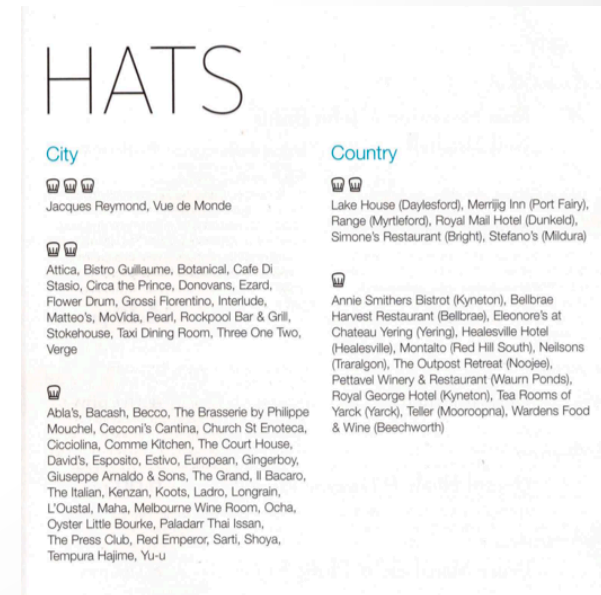 HATS
City
Jacques Reymond, Vue de Monde
Attica, Bistro Guillaume, Botanical, Cafe Di
Stasio, Circa the Prince, Donovans, Ezard,
Flower Drum, Grossi Florentino, Interlude,
Matteo's, MoVida, Pearl, Rockpool Bar & Grill,
Stokehouse, Taxi Dining Room, Three One Two,
Verge
Abla's, Bacash, Becco, The Brasserie by Philippe
Mouchel, Cecconi's Cantina, Church St Enoteca,
Cicciolina, Comme Kitchen, The Court House,
David's, Esposito, Estivo, European, Gingerboy,
Giuseppe Arnaldo & Sons, The Grand, Il Bacaro,
The Italian, Kenzan, Koots, Ladro, Longrain,
L'Oustal, Maha, Melbourne Wine Room, Ocha,
Oyster Little Bourke, Paladarr Thai Issan,
The Press Club, Red Emperor, Sarti, Shoya,
Tempura Hajime, Yu-u
Country
Lake House (Daylesford), Merrijig Inn (Port Fairy),
Range (Myrtleford), Royal Mail Hotel (Dunkeld),
Simone's Restaurant (Bright), Stefano's (Mildura)
Annie Smithers Bistrot (Kyneton), Bellbrae
Harvest Restaurant (Bellbrae), Eleonore's at
Chateau Yering (Yering), Healesville Hotel
(Healesville), Montalto (Red Hill South), Neilsons
(Traralgon), The Outpost Retreat (Noojee),
Pettavel Winery & Restaurant (Waurn Ponds),
Royal George Hotel (Kyneton), Tea Rooms of
Yarck (Yarck), Teller (Mooroopna), Wardens Food
& Wine (Beechworth)